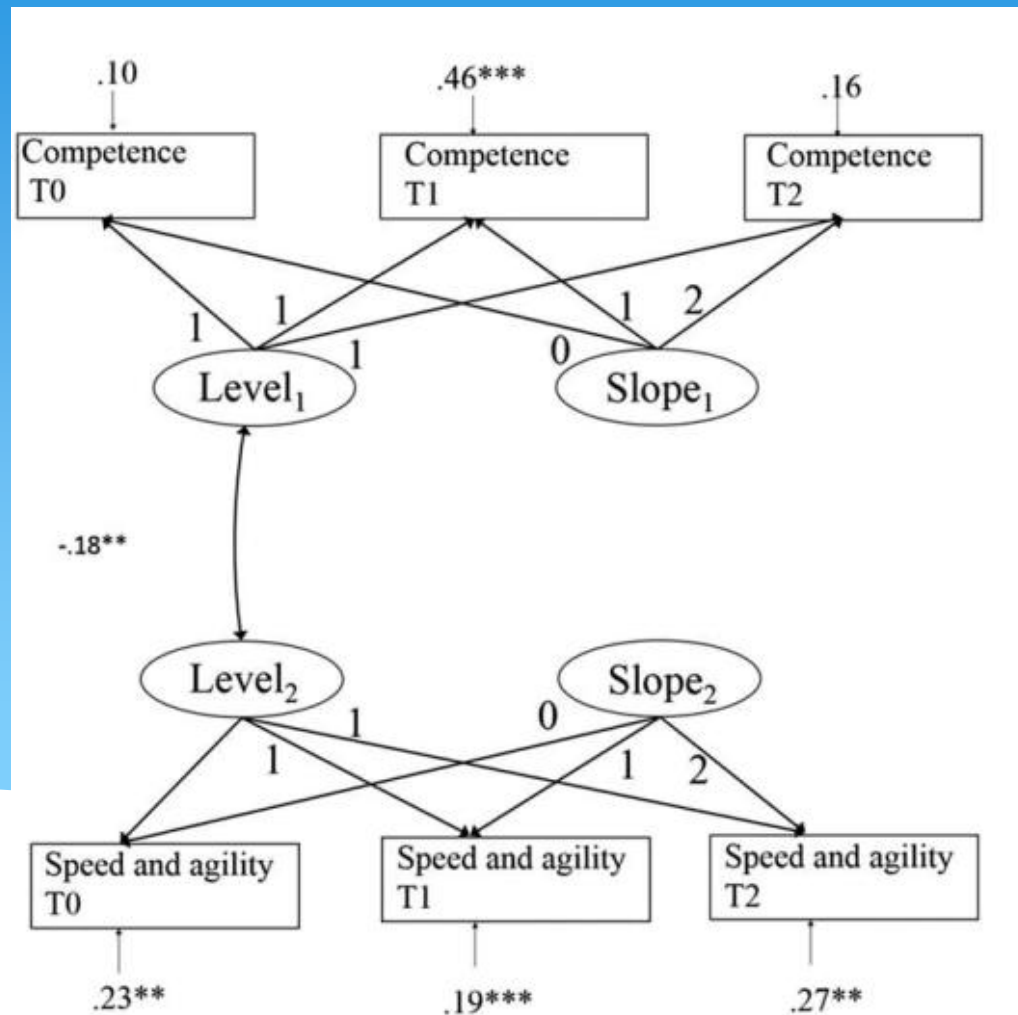 .10
.46***
.16
Competence
T0
Competence
T1
Competence
T2
1
1
1
0
1
2
Level₁
Slope₁
-.18**
Level₂
Slope₂
1
1
0
1
2
Speed and agility
T0
Speed and agility
T1
Speed and agility
T2
.23**
.19***
.27**